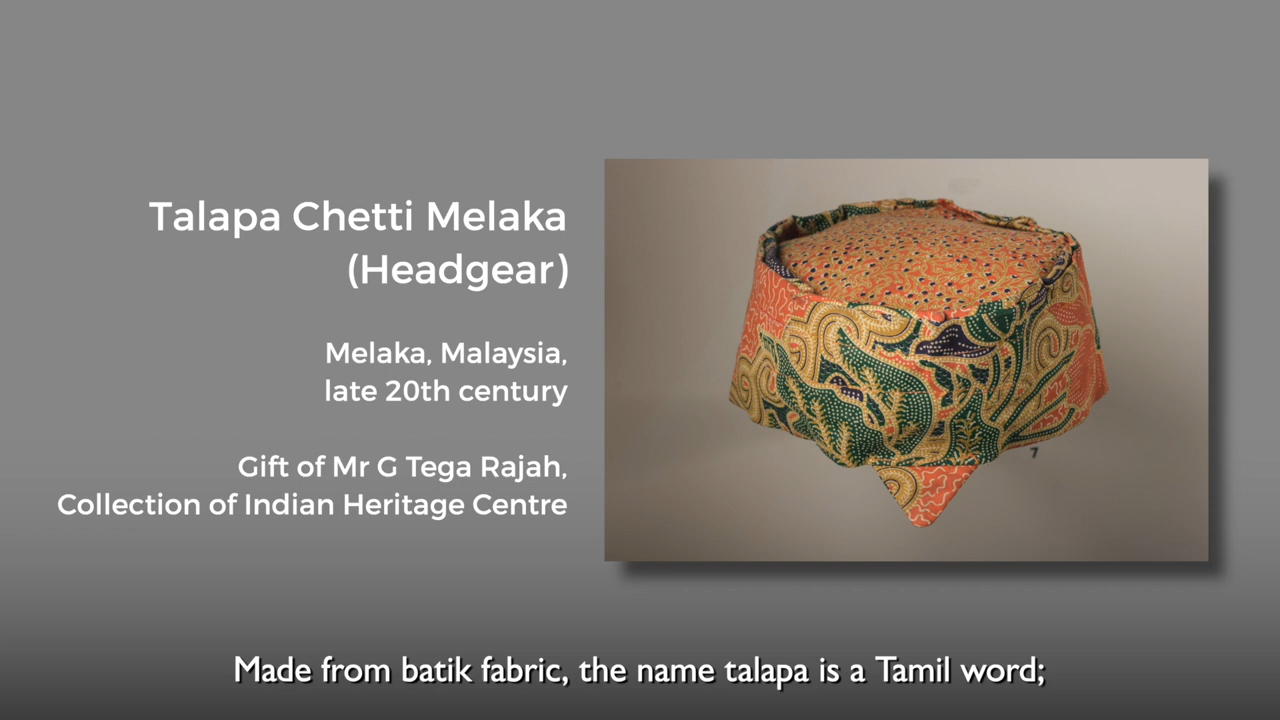 Talapa Chetti Melaka
(Headgear)
Melaka, Malaysia,
late 20th century
Gift of Mr G Tega Rajah,
Collection of Indian Heritage Centre
7
Made from batik fabric, the name talapa is a Tamil word;